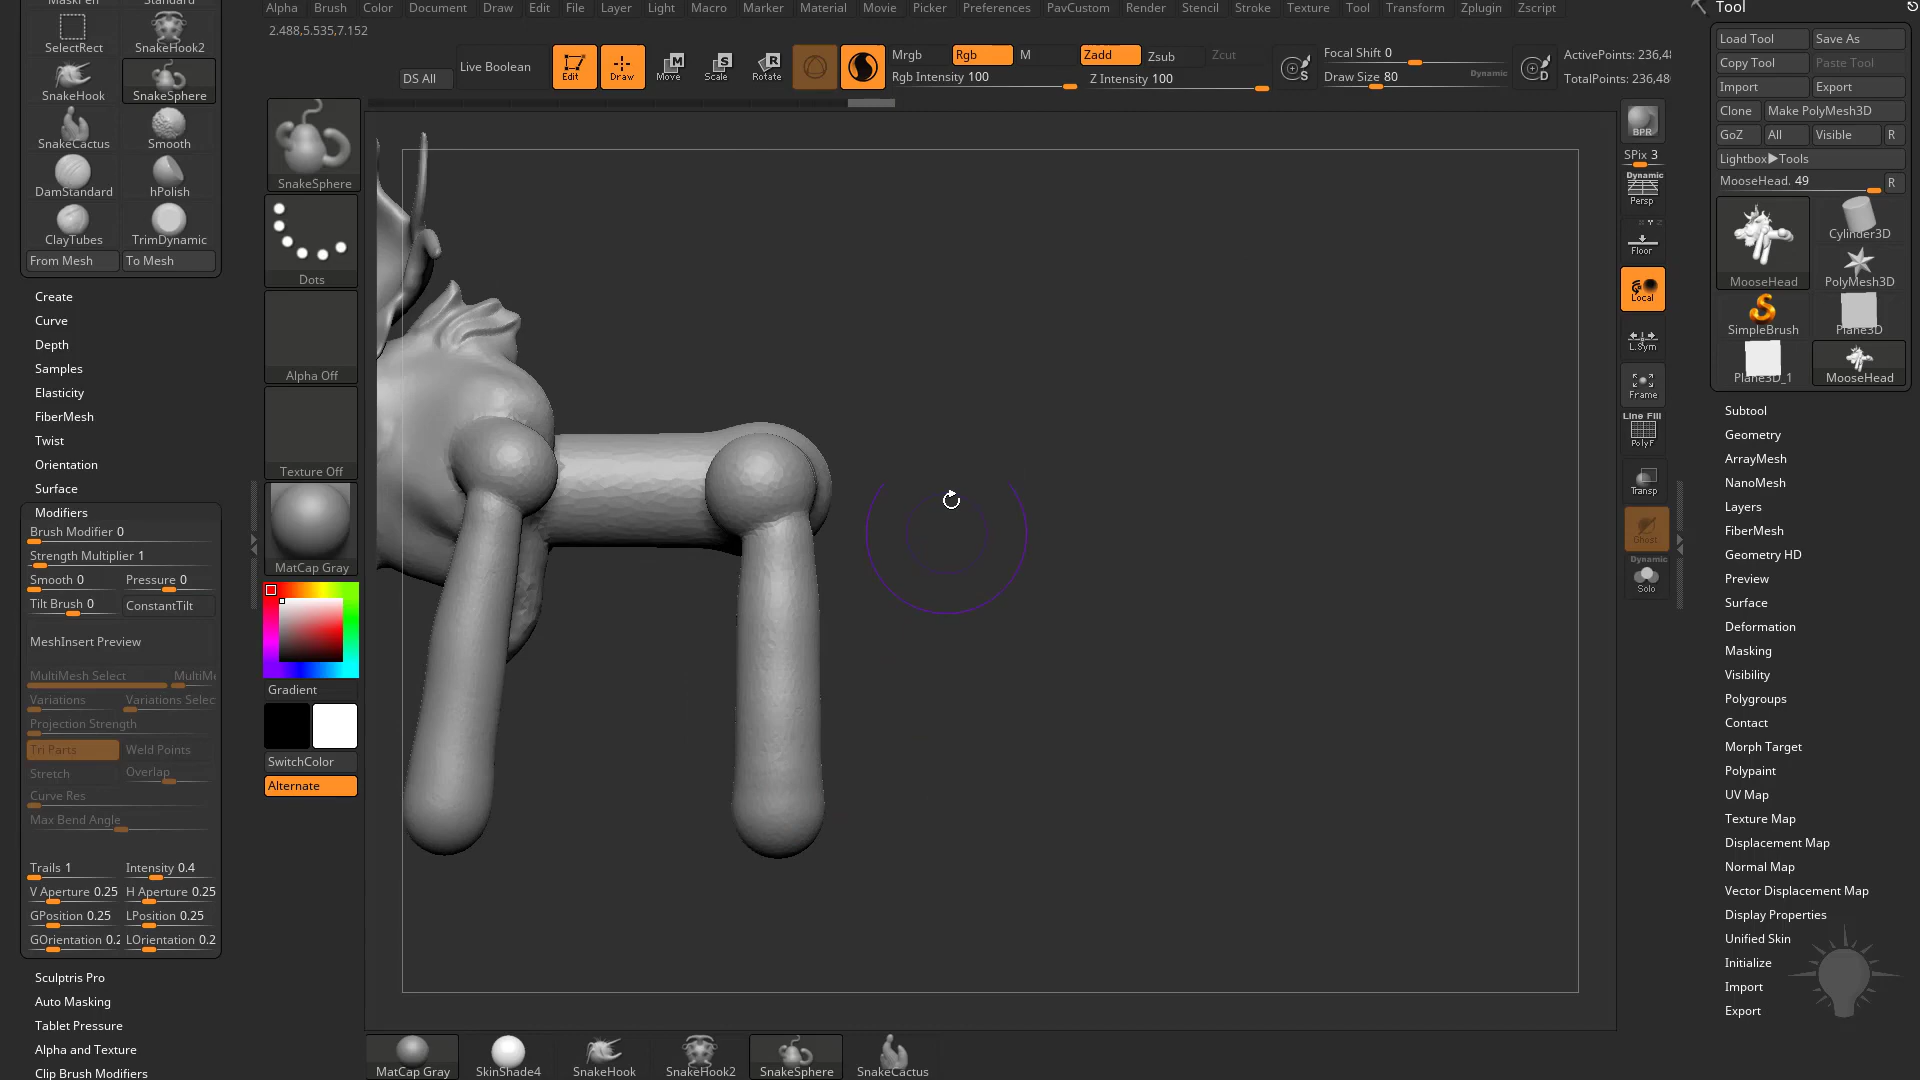 Alpha Brush Color Document Draw Edit File Layer Light Macro Marker Material Movie Picker Preferences PavCustom Render Stencil Stroke Texture Tool Transform Zplugin Zscript
2.488,5.535,7.152
DS All
Live Boolean
Edit
Draw
Move
Scale
Rotate
Mrgb Rgb M
Rgb Intensity 100
Zadd Zsub Zcut
Z Intensity 100
Focal Shift 0
Draw Size 80 Dynamic
ActivePoints: 236,4
TotalPoints: 236,48
MaskPen Standard
SelectRect SnakeHook2
SnakeHook SnakeSphere
SnakeCactus Smooth
DamStandard hPolish
ClayTubes TrimDynamic
From Mesh To Mesh
Create
Curve
Depth
Samples
Elasticity
FiberMesh
Twist
Orientation
Surface
Modifiers
Brush Modifier 0
Strength Multiplier 1
Smooth 0 Pressure 0
Tilt Brush 0 ConstantTilt
MeshInsert Preview
MultiMesh Select MultiMe
Variations Variations Selec
Projection Strength
Tri Parts Weld Points
Stretch Overlap
Curve Res
Max Bend Angle
Trails 1 Intensity 0.4
V Aperture 0.25 H Aperture 0.25
GPosition 0.25 LPosition 0.25
GOrientation 0.2 LOrientation 0.2
Sculptris Pro
Auto Masking
Tablet Pressure
Alpha and Texture
Clip Brush Modifiers
SnakeSphere
Dots
Alpha Off
Texture Off
MatCap Gray
Gradient
SwitchColor
Alternate
MatCap Gray SkinShade4 SnakeHook SnakeHook2 SnakeSphere SnakeCactus
BPR
SPix 3
Dynamic
Persp
Floor
Local
L.Sym
Frame
Line Fill
PolyF
Transp
Ghost
Dynamic
Solo
Tool
Load Tool Save As
Copy Tool Paste Tool
Import Export
Clone Make PolyMesh3D
GoZ All Visible R
Lightbox▶Tools
MooseHead. 49 R
MooseHead
Cylinder3D
PolyMesh3D
SimpleBrush
Plane3D
Plane3D_1
MooseHead
Subtool
Geometry
ArrayMesh
NanoMesh
Layers
FiberMesh
Geometry HD
Preview
Surface
Deformation
Masking
Visibility
Polygroups
Contact
Morph Target
Polypaint
UV Map
Texture Map
Displacement Map
Normal Map
Vector Displacement Map
Display Properties
Unified Skin
Initialize
Import
Export